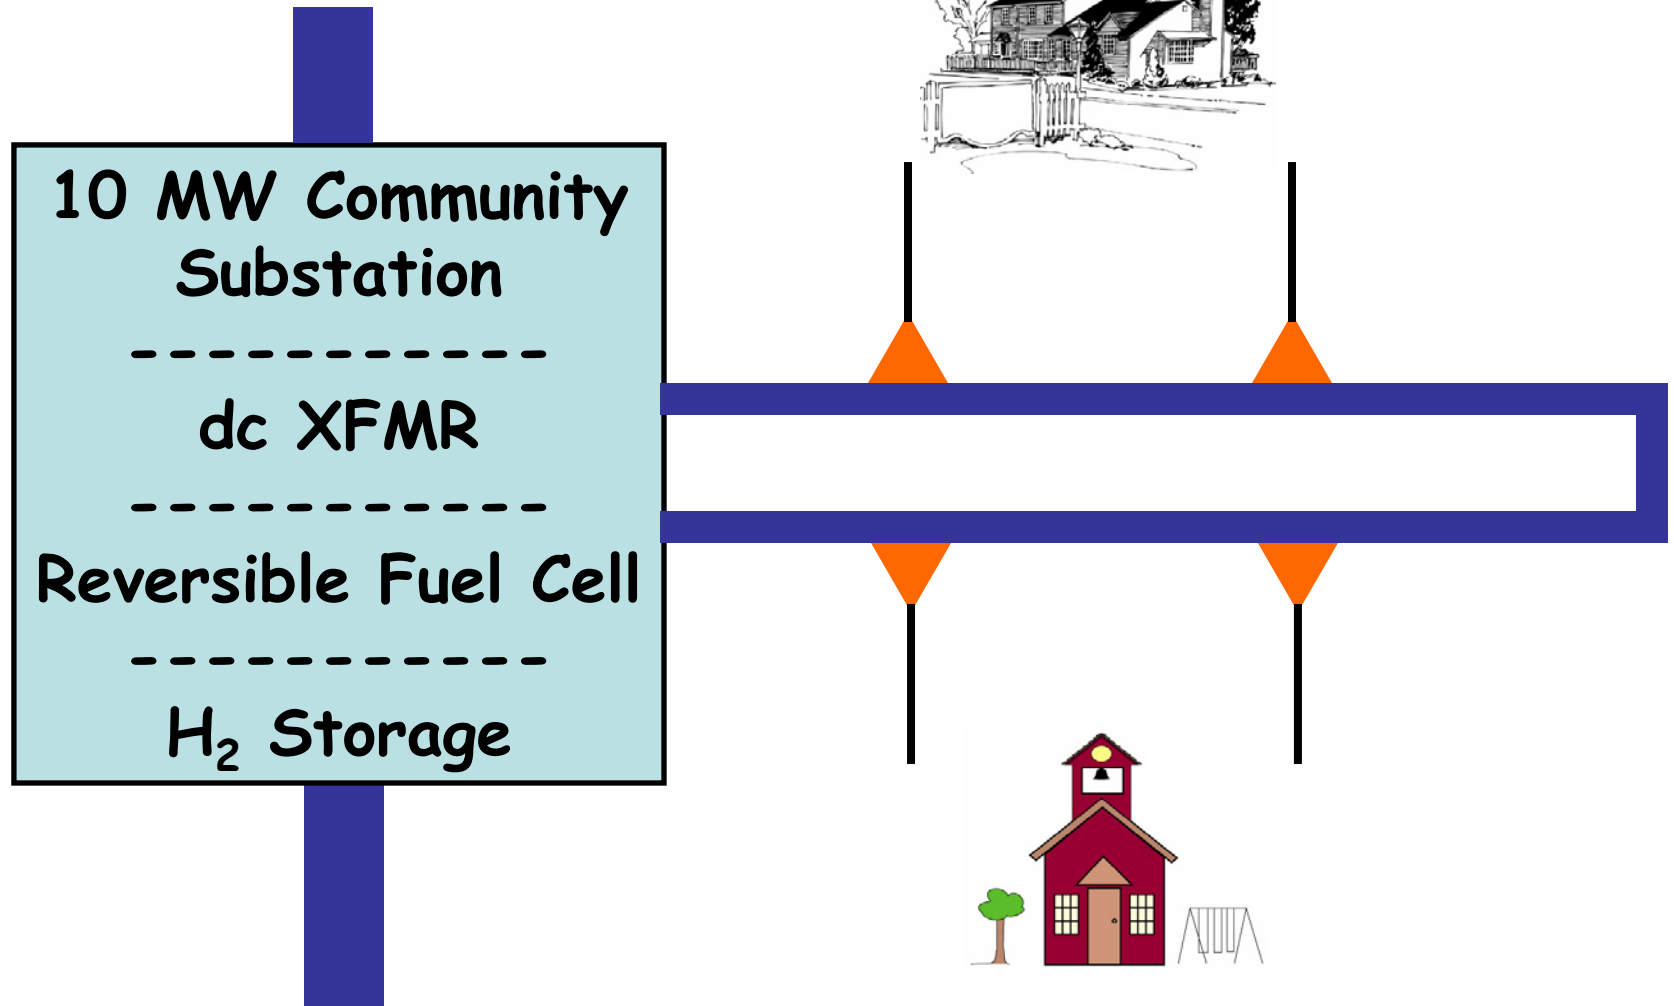 10 MW Community
Substation
- - - - - - - - - - -
dc XFMR
- - - - - - - - - - -
Reversible Fuel Cell
- - - - - - - - - - -
H₂ Storage